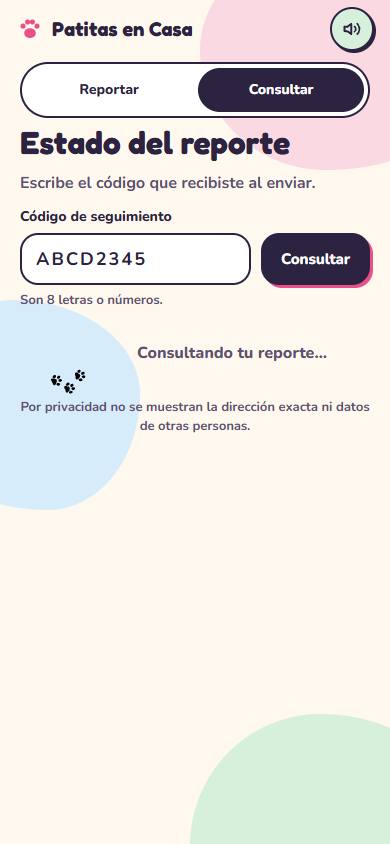 Patitas en Casa
Reportar
Consultar
Estado del reporte
Escribe el código que recibiste al enviar.
Código de seguimiento
ABCD2345
Consultar
Son 8 letras o números.
Consultando tu reporte...
Por privacidad no se muestran la dirección exacta ni datos
de otras personas.